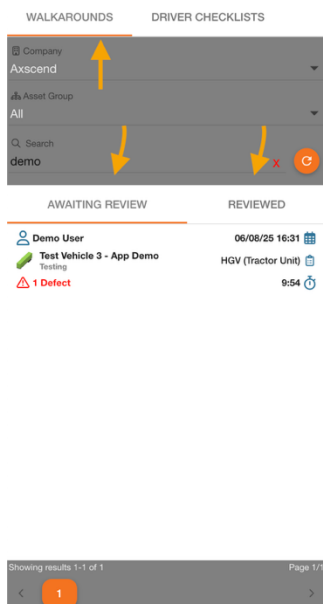 WALKAROUNDS DRIVER CHECKLISTS
Company
Axscend
Asset Group
All
Search
demo x
AWAITING REVIEW REVIEWED
Demo User 06/08/25 16:31
Test Vehicle 3 - App Demo HGV (Tractor Unit)
Testing
1 Defect 9:54
Showing results 1-1 of 1 Page 1/1
< 1 >